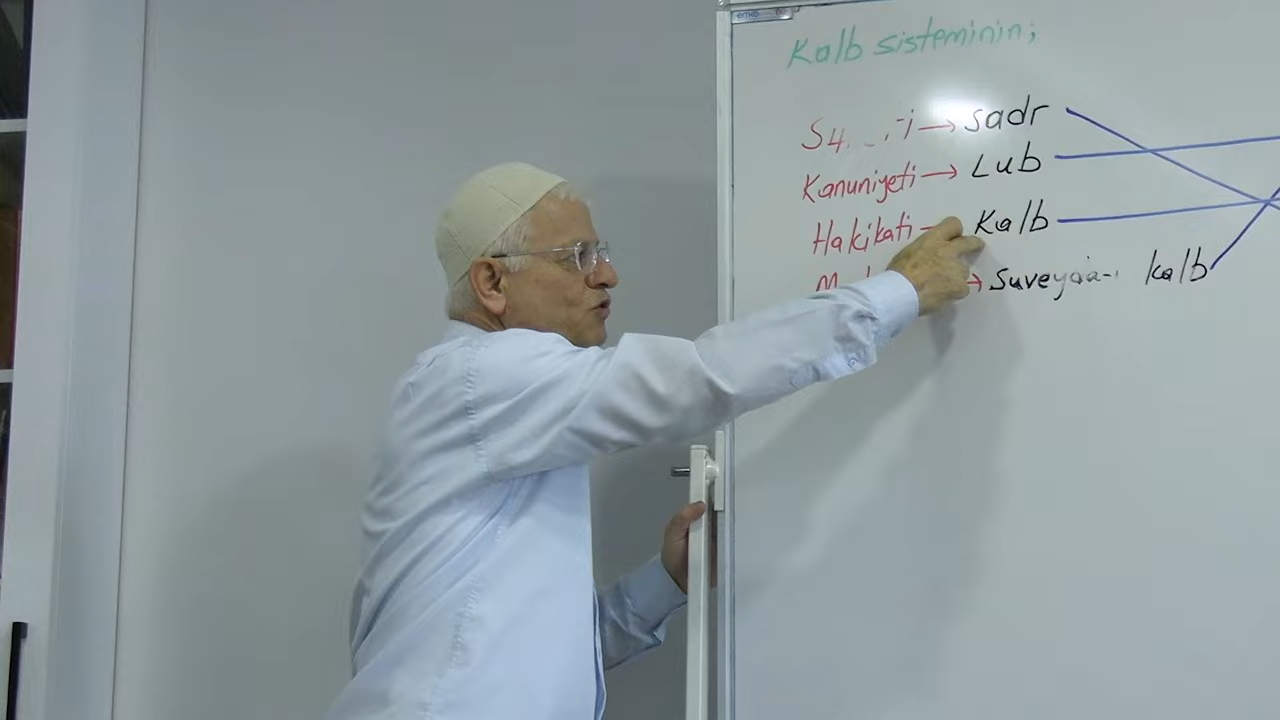 Kalb sisteminin;
→ Sadr
Kanuniyeti → Lub
Hakikati → Kalb
→ Suveyda-i kalb